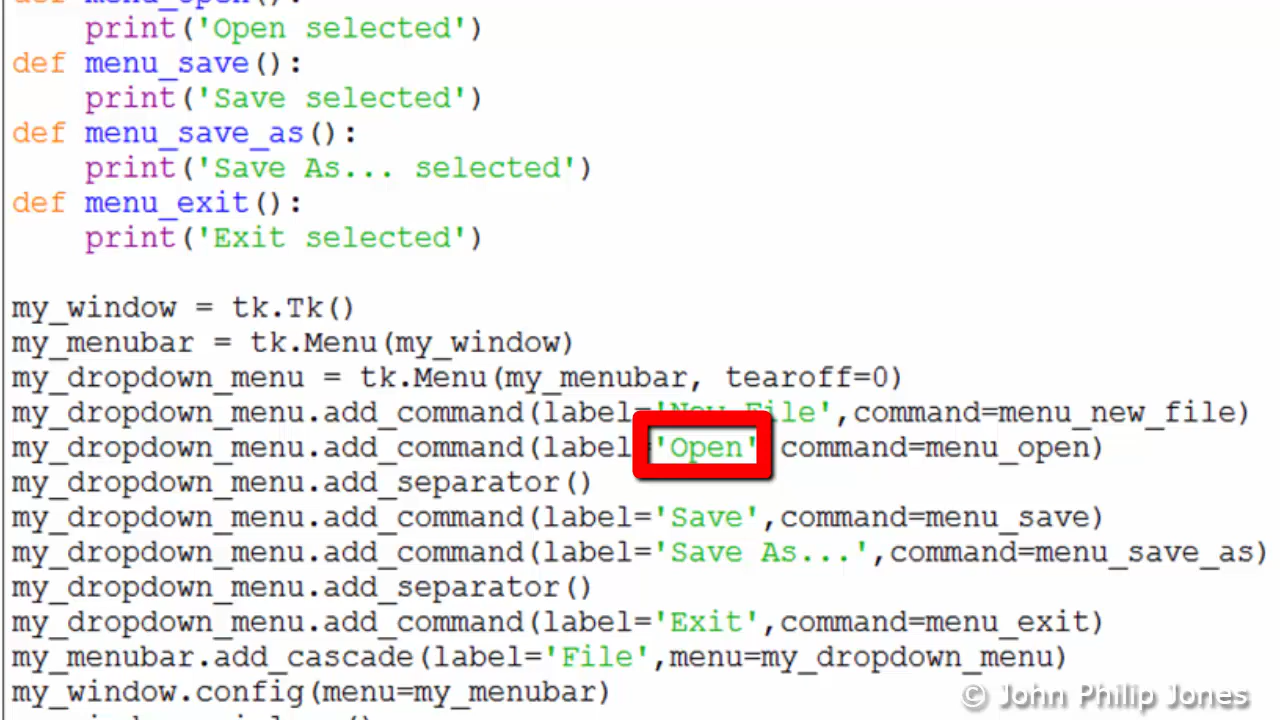 def menu_open():
    print('Open selected')
def menu_save():
    print('Save selected')
def menu_save_as():
    print('Save As... selected')
def menu_exit():
    print('Exit selected')
my_window = tk.Tk()
my_menubar = tk.Menu(my_window)
my_dropdown_menu = tk.Menu(my_menubar, tearoff=0)
my_dropdown_menu.add_command(label='New File',command=menu_new_file)
my_dropdown_menu.add_command(label='Open' command=menu_open)
my_dropdown_menu.add_separator()
my_dropdown_menu.add_command(label='Save',command=menu_save)
my_dropdown_menu.add_command(label='Save As...',command=menu_save_as)
my_dropdown_menu.add_separator()
my_dropdown_menu.add_command(label='Exit',command=menu_exit)
my_menubar.add_cascade(label='File',menu=my_dropdown_menu)
my_window.config(menu=my_menubar)
© John Philip Jones